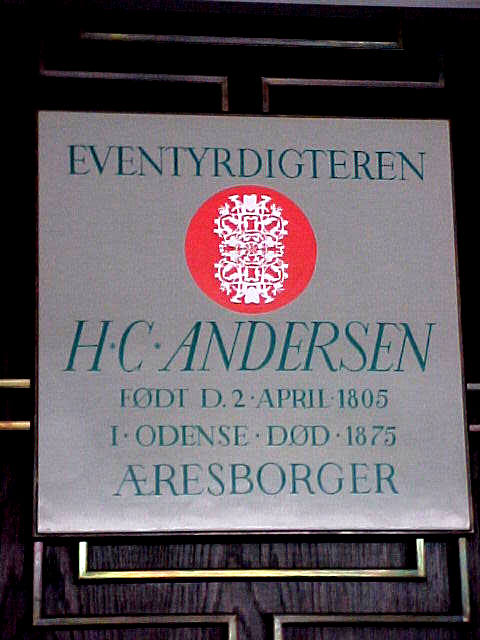 EVENTYRDIGTEREN
H·C·ANDERSEN
FØDT D. 2·APRIL·1805
I·ODENSE·DØD·1875
ÆRESBORGER